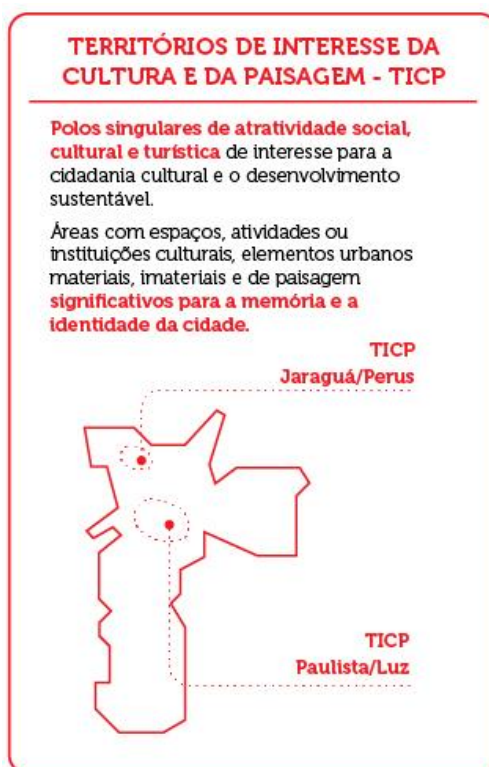 TERRITÓRIOS DE INTERESSE DA
CULTURA E DA PAISAGEM - TICP
Polos singulares de atratividade social,
cultural e turística de interesse para a
cidadania cultural e o desenvolvimento
sustentável.
Áreas com espaços, atividades ou
instituições culturais, elementos urbanos
materiais, imateriais e de paisagem
significativos para a memória e a
identidade da cidade.
TICP
Jaraguá/Perus
TICP
Paulista/Luz